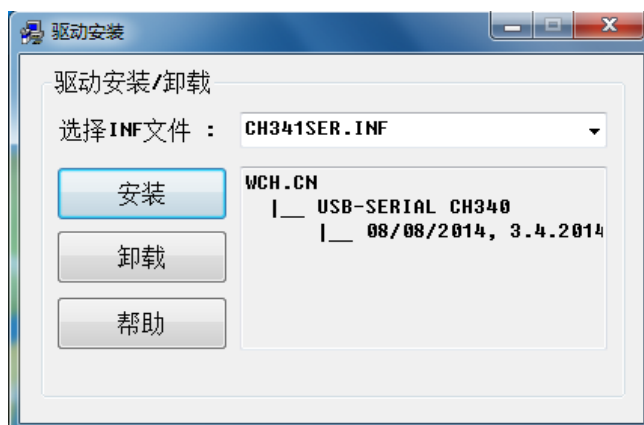 驱动安装
驱动安装/卸载
选择INF文件 : CH341SER.INF
安装
卸载
帮助
WCH.CN
|__ USB-SERIAL CH340
|__ 08/08/2014, 3.4.2014